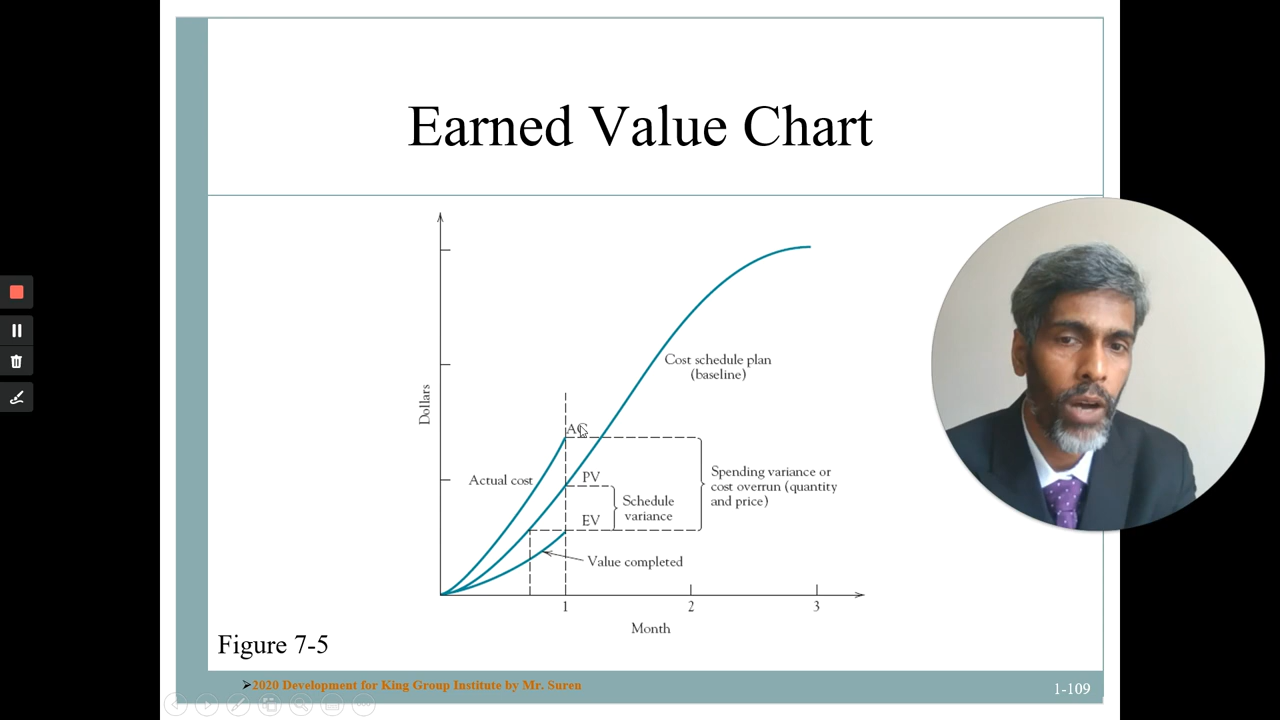 Earned Value Chart
Dollars
Cost schedule plan
(baseline)
AC
Actual cost
PV
Spending variance or
cost overrun (quantity
and price)
Schedule
variance
EV
Value completed
1
2
3
Month
Figure 7-5
➢2020 Development for King Group Institute by Mr. Suren
1-109